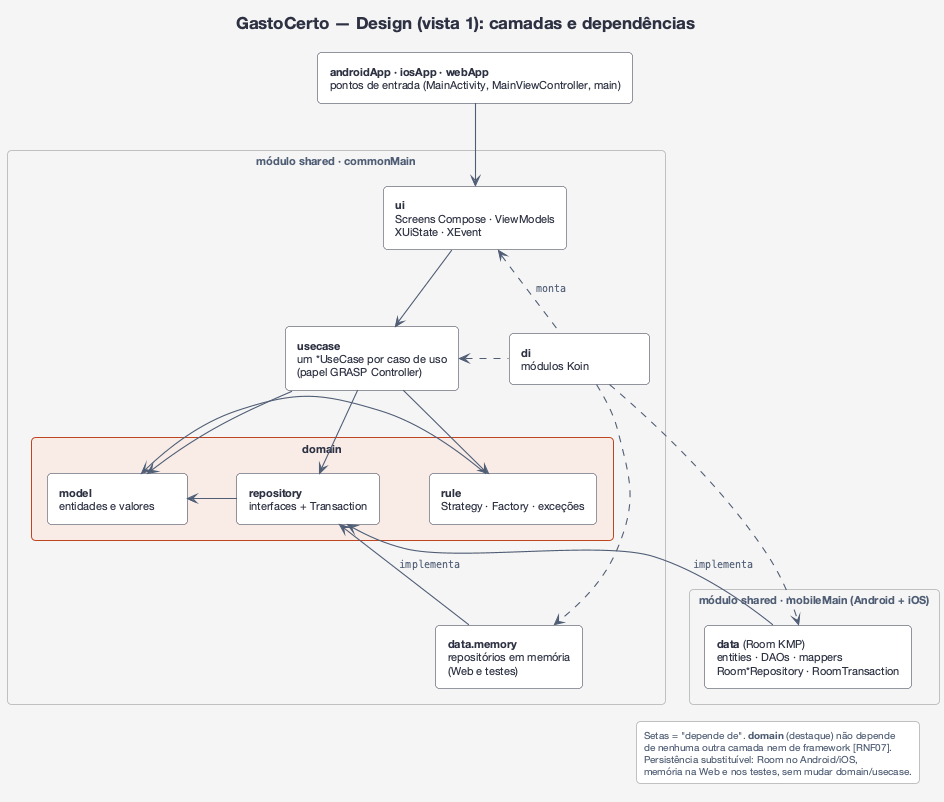 GastoCerto — Design (vista 1): camadas e dependências
androidApp · iosApp · webApp
pontos de entrada (MainActivity, MainViewController, main)
módulo shared · commonMain
ui
Screens Compose · ViewModels
XUiState · XEvent
monta
usecase
um *UseCase por caso de uso
(papel GRASP Controller)
di
módulos Koin
domain
model
entidades e valores
repository
interfaces + Transaction
rule
Strategy · Factory · exceções
implementa
implementa
módulo shared · mobileMain (Android + iOS)
data.memory
repositórios em memória
(Web e testes)
data (Room KMP)
entities · DAOs · mappers
Room*Repository · RoomTransaction
Setas = "depende de". domain (destaque) não depende
de nenhuma outra camada nem de framework [RNF07].
Persistência substituível: Room no Android/iOS,
memória na Web e nos testes, sem mudar domain/usecase.